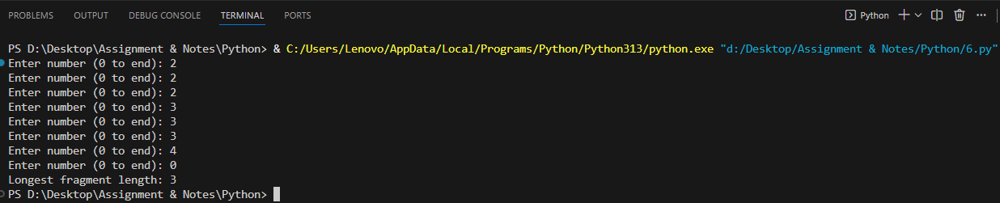 PROBLEMS OUTPUT DEBUG CONSOLE TERMINAL PORTS Python
PS D:\Desktop\Assignment & Notes\Python> & C:/Users/Lenovo/AppData/Local/Programs/Python/Python313/python.exe "d:/Desktop/Assignment & Notes/Python/6.py"
Enter number (0 to end): 2
Enter number (0 to end): 2
Enter number (0 to end): 2
Enter number (0 to end): 3
Enter number (0 to end): 3
Enter number (0 to end): 3
Enter number (0 to end): 4
Enter number (0 to end): 0
Longest fragment length: 3
PS D:\Desktop\Assignment & Notes\Python>